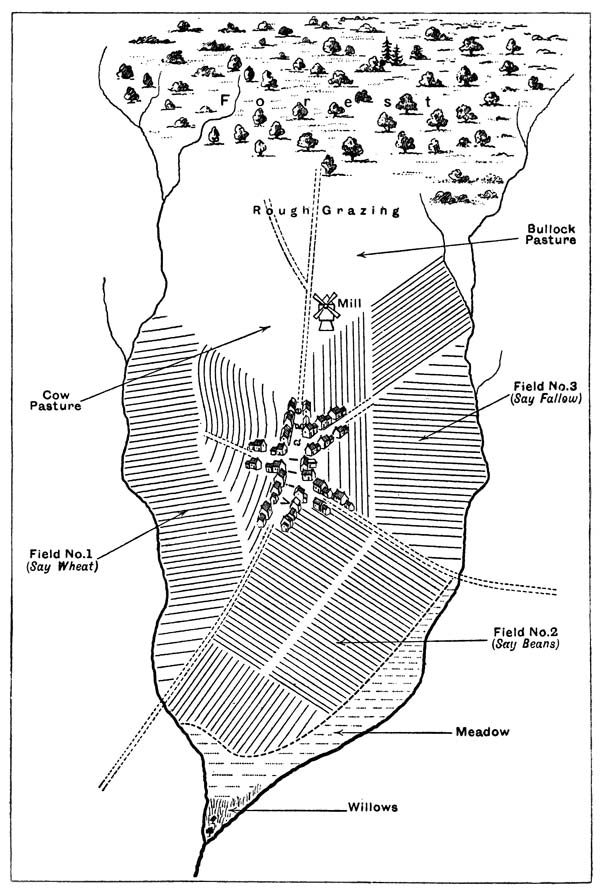 Forest
Rough Grazing
Bullock
Pasture
Mill
Cow
Pasture
Field No.3
(Say Fallow)
Village
Field No.1
(Say Wheat)
Field No.2
(Say Beans)
Meadow
Willows